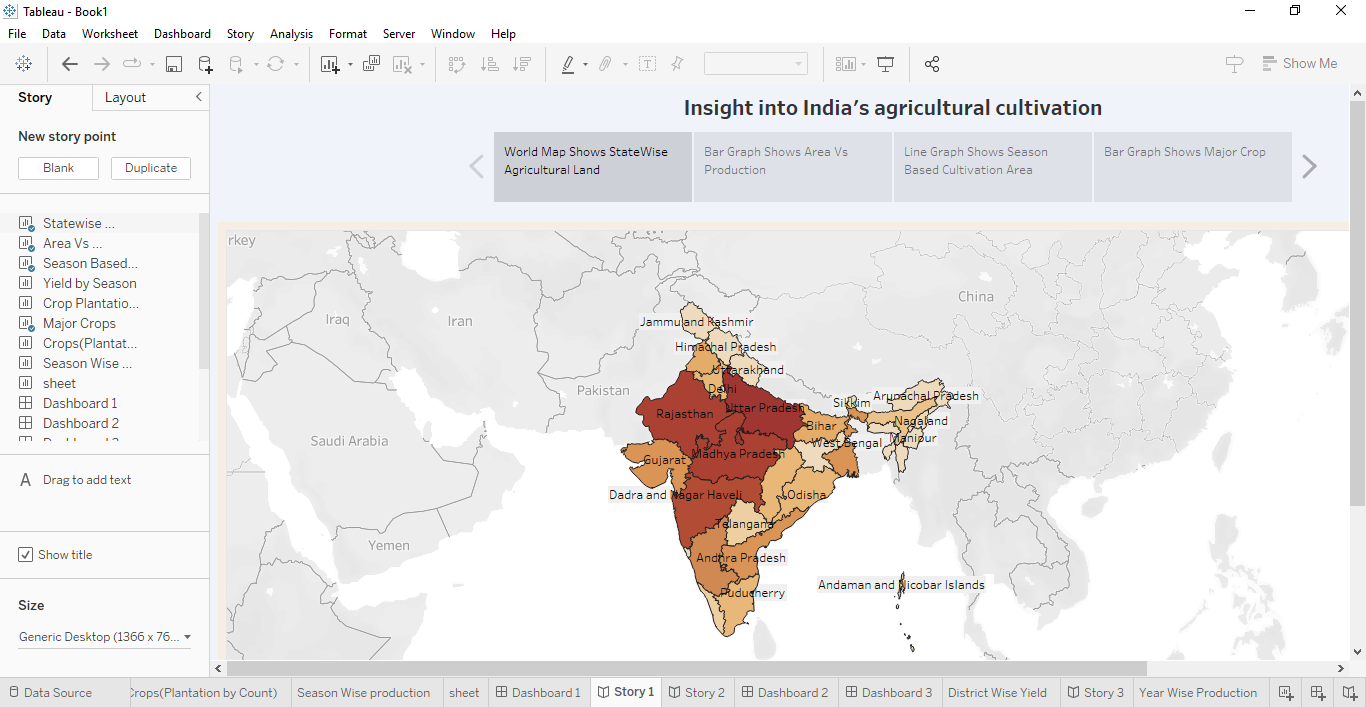 Tableau - Book1
File Data Worksheet Dashboard Story Analysis Format Server Window Help
Show Me
Story Layout
New story point
Blank Duplicate
Statewise ...
Area Vs ...
Season Based...
Yield by Season
Crop Plantatio...
Major Crops
Crops(Plantat...
Season Wise ...
sheet
Dashboard 1
Dashboard 2
A Drag to add text
Show title
Size
Generic Desktop (1366 x 76...
Insight into India's agricultural cultivation
World Map Shows StateWise
Agricultural Land
Bar Graph Shows Area Vs
Production
Line Graph Shows Season
Based Cultivation Area
Bar Graph Shows Major Crop
rkey
China
Iraq
Iran
Jammu and Kashmir
Himachal Pradesh
Uttarakhand
Pakistan
Delhi
Sikkim
Arunachal Pradesh
Rajasthan
Uttar Pradesh
Bihar
Nagaland
Saudi Arabia
West Bengal
Manipur
Gujarat
Madhya Pradesh
Dadra and Nagar Haveli
Odisha
Telangana
Yemen
Andhra Pradesh
Puducherry
Andaman and Nicobar Islands
Data Source Crops(Plantation by Count) Season Wise production sheet Dashboard 1 Story 1 Story 2 Dashboard 2 Dashboard 3 District Wise Yield Story 3 Year Wise Production